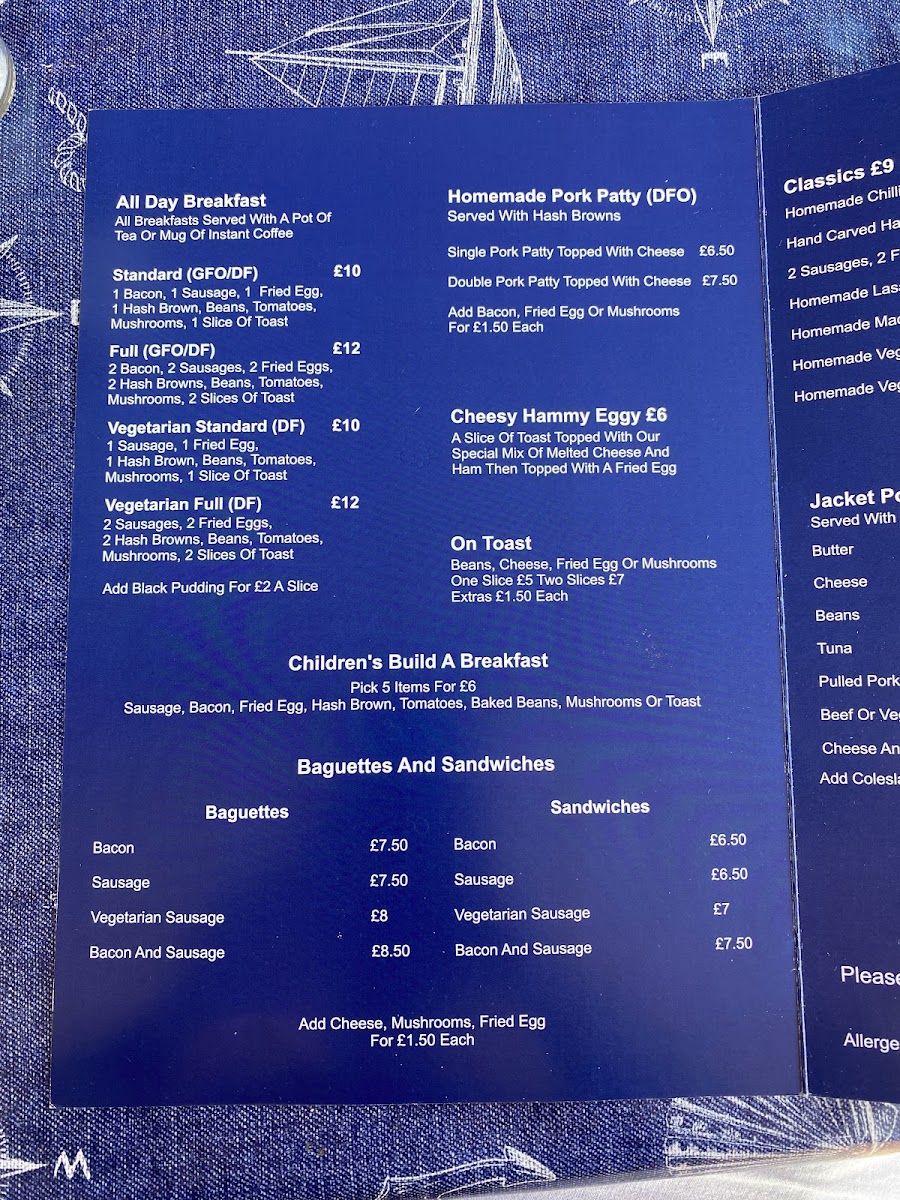 All Day Breakfast
All Breakfasts Served With A Pot Of
Tea Or Mug Of Instant Coffee
Standard (GFO/DF) £10
1 Bacon, 1 Sausage, 1 Fried Egg,
1 Hash Brown, Beans, Tomatoes,
Mushrooms, 1 Slice Of Toast
Full (GFO/DF) £12
2 Bacon, 2 Sausages, 2 Fried Eggs,
2 Hash Browns, Beans, Tomatoes,
Mushrooms, 2 Slices Of Toast
Vegetarian Standard (DF) £10
1 Sausage, 1 Fried Egg,
1 Hash Brown, Beans, Tomatoes,
Mushrooms, 1 Slice Of Toast
Vegetarian Full (DF) £12
2 Sausages, 2 Fried Eggs,
2 Hash Browns, Beans, Tomatoes,
Mushrooms, 2 Slices Of Toast
Add Black Pudding For £2 A Slice
Homemade Pork Patty (DFO)
Served With Hash Browns
Single Pork Patty Topped With Cheese £6.50
Double Pork Patty Topped With Cheese £7.50
Add Bacon, Fried Egg Or Mushrooms
For £1.50 Each
Cheesy Hammy Eggy £6
A Slice Of Toast Topped With Our
Special Mix Of Melted Cheese And
Ham Then Topped With A Fried Egg
On Toast
Beans, Cheese, Fried Egg Or Mushrooms
One Slice £5 Two Slices £7
Extras £1.50 Each
Children's Build A Breakfast
Pick 5 Items For £6
Sausage, Bacon, Fried Egg, Hash Brown, Tomatoes, Baked Beans, Mushrooms Or Toast
Baguettes And Sandwiches
Baguettes
Bacon £7.50
Sausage £7.50
Vegetarian Sausage £8
Bacon And Sausage £8.50
Sandwiches
Bacon £6.50
Sausage £6.50
Vegetarian Sausage £7
Bacon And Sausage £7.50
Add Cheese, Mushrooms, Fried Egg
For £1.50 Each
Classics £9
Homemade Chilli
Hand Carved
2 Sausages, 2
Homemade
Homemade
Homemade
Homemade
Jacket
Served With
Butter
Cheese
Beans
Tuna
Pulled Pork
Beef Or
Cheese
Add
Please
W